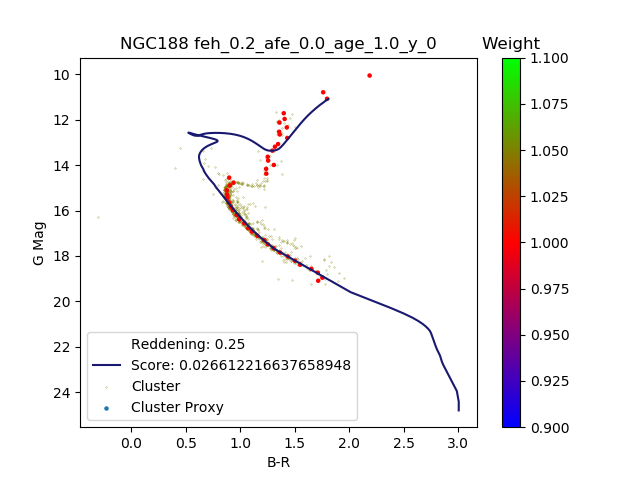 NGC188 feh_0.2_afe_0.0_age_1.0_y_0
Weight
G Mag
10
12
14
16
18
20
22
24
Reddening: 0.25
Score: 0.026612216637658948
Cluster
Cluster Proxy
0.0 0.5 1.0 1.5 2.0 2.5 3.0
B-R
1.100
1.075
1.050
1.025
1.000
0.975
0.950
0.925
0.900